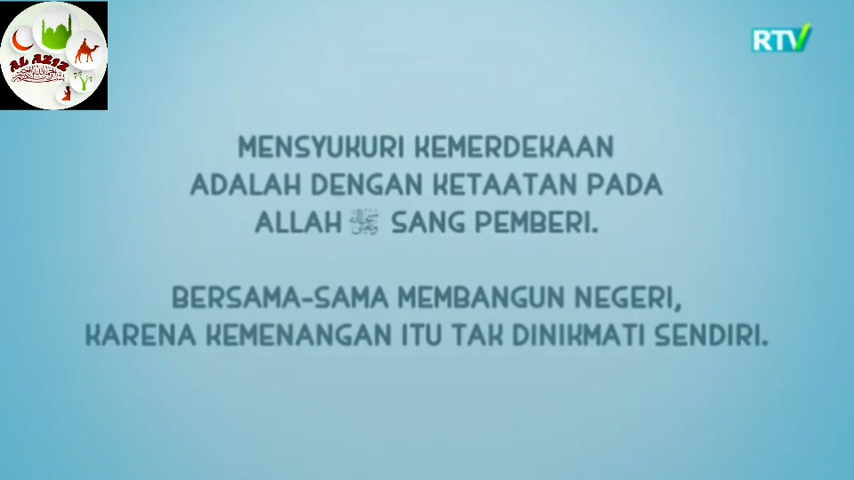 AL AZIZ
RTV
MENSYUKURI KEMERDEKAAN
ADALAH DENGAN KETAATAN PADA
ALLAH ﷻ SANG PEMBERI.
BERSAMA-SAMA MEMBANGUN NEGERI,
KARENA KEMENANGAN ITU TAK DINIKMATI SENDIRI.